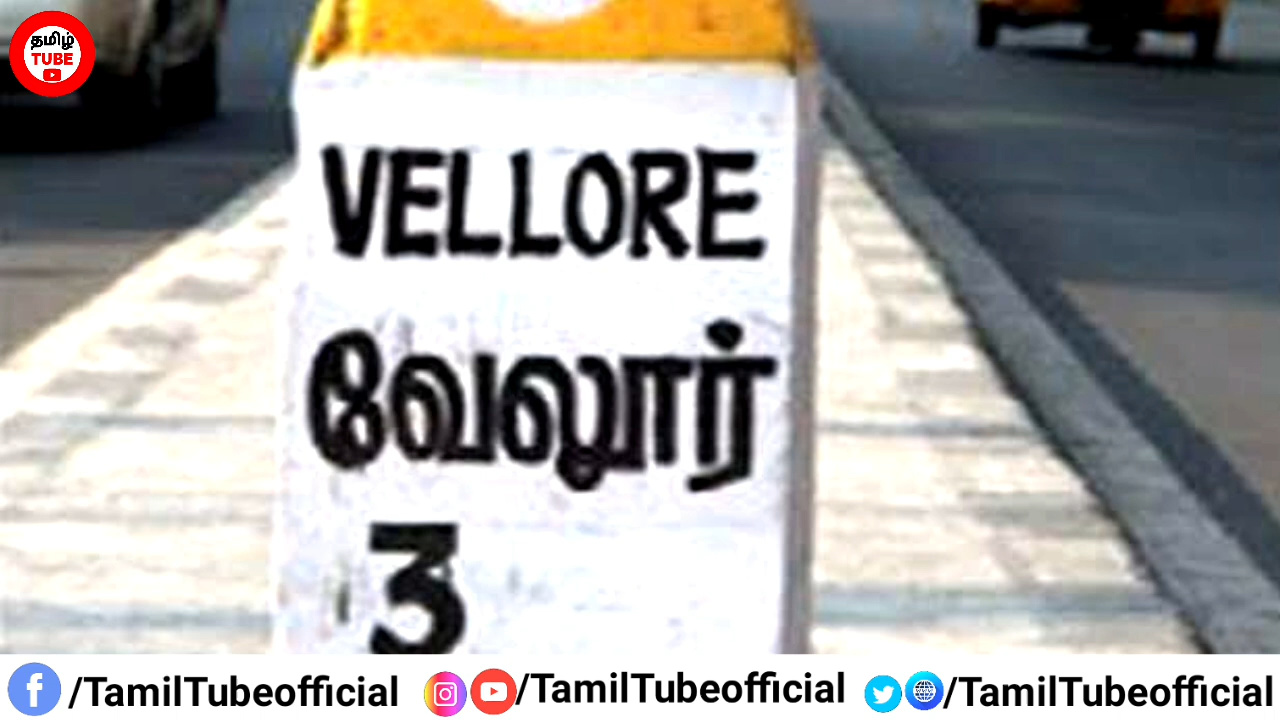 தமிழ்
TUBE
VELLORE
வேலூர்
3
/TamilTubeofficial /TamilTubeofficial /TamilTubeofficial